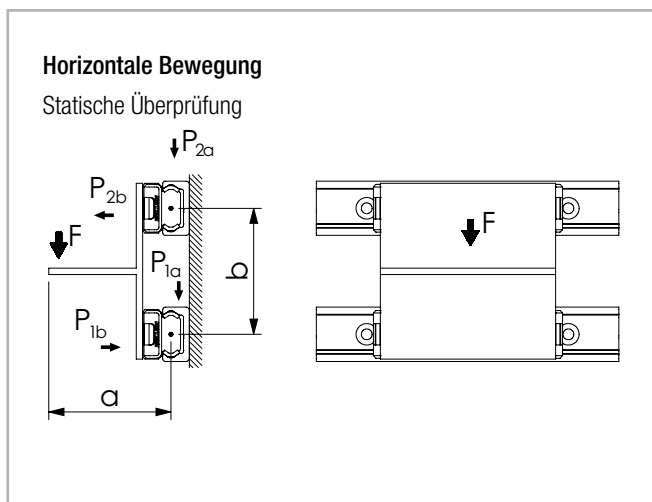 Horizontale Bewegung
Statische Überprüfung
P2a
P2b
F
F
P1a
b
P1b
a